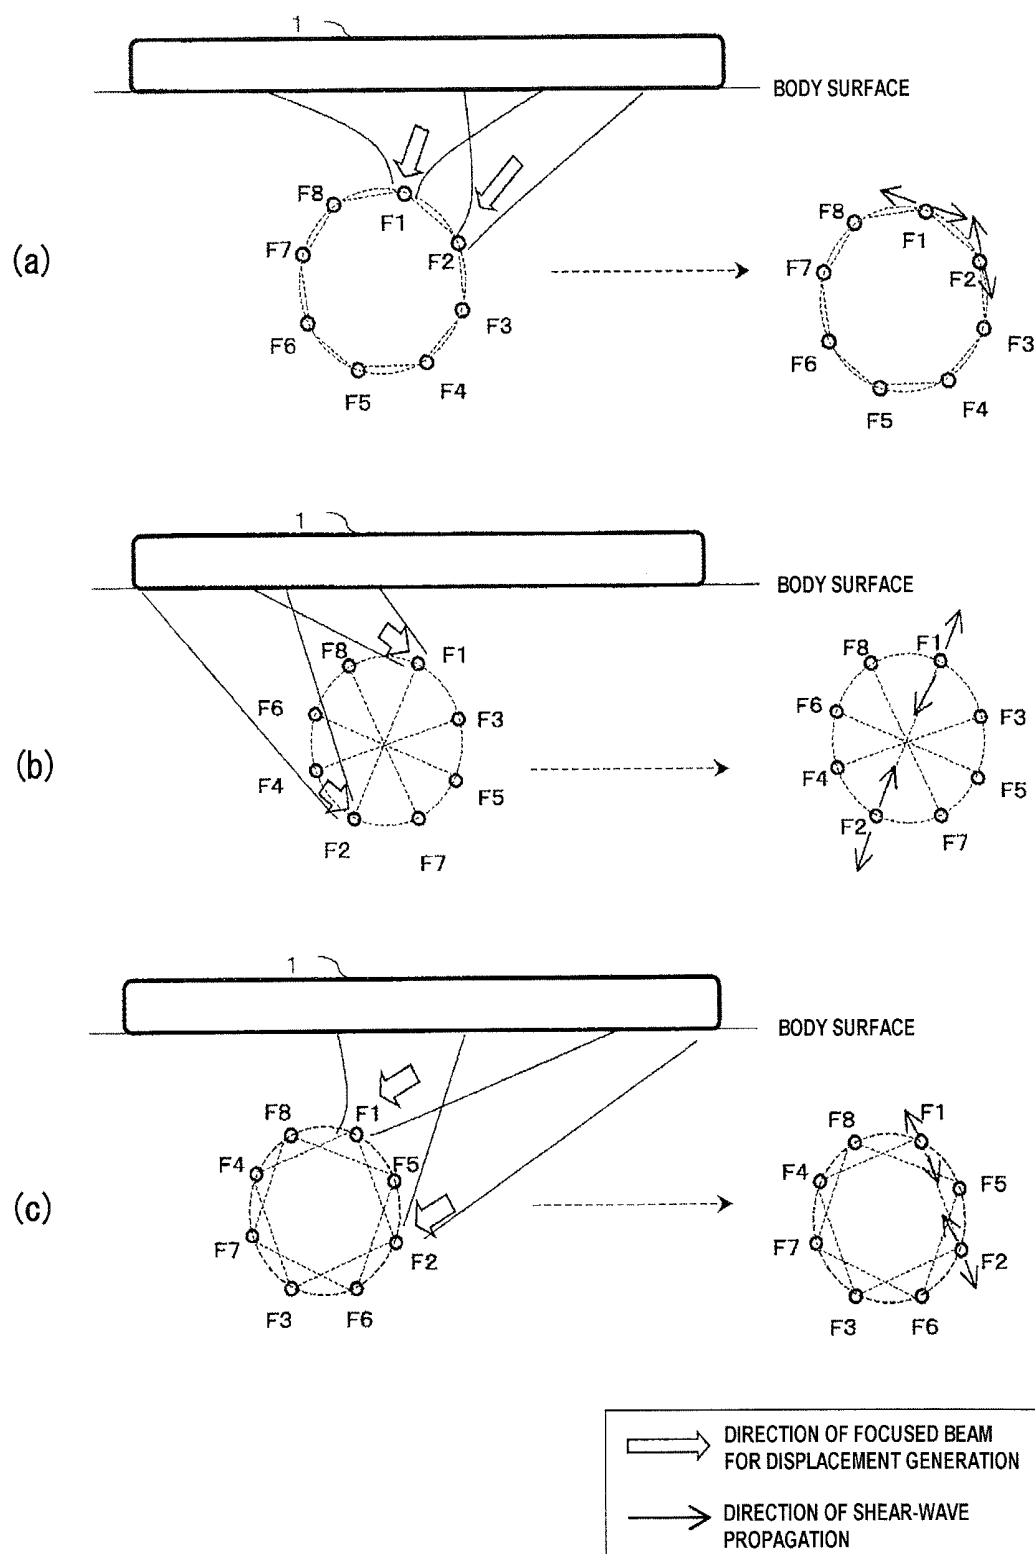 1
BODY SURFACE
(a)
F8
F1
F7
F2
F6
F3
F5
F4
F8
F1
F7
F2
F6
F3
F5
F4
1
BODY SURFACE
(b)
F8
F1
F6
F3
F4
F5
F2
F7
F8
F1
F6
F3
F4
F5
F2
F7
1
BODY SURFACE
(c)
F8
F1
F4
F5
F7
F2
F3
F6
F8
F1
F4
F5
F7
F2
F3
F6
DIRECTION OF FOCUSED BEAM
FOR DISPLACEMENT GENERATION
DIRECTION OF SHEAR-WAVE
PROPAGATION